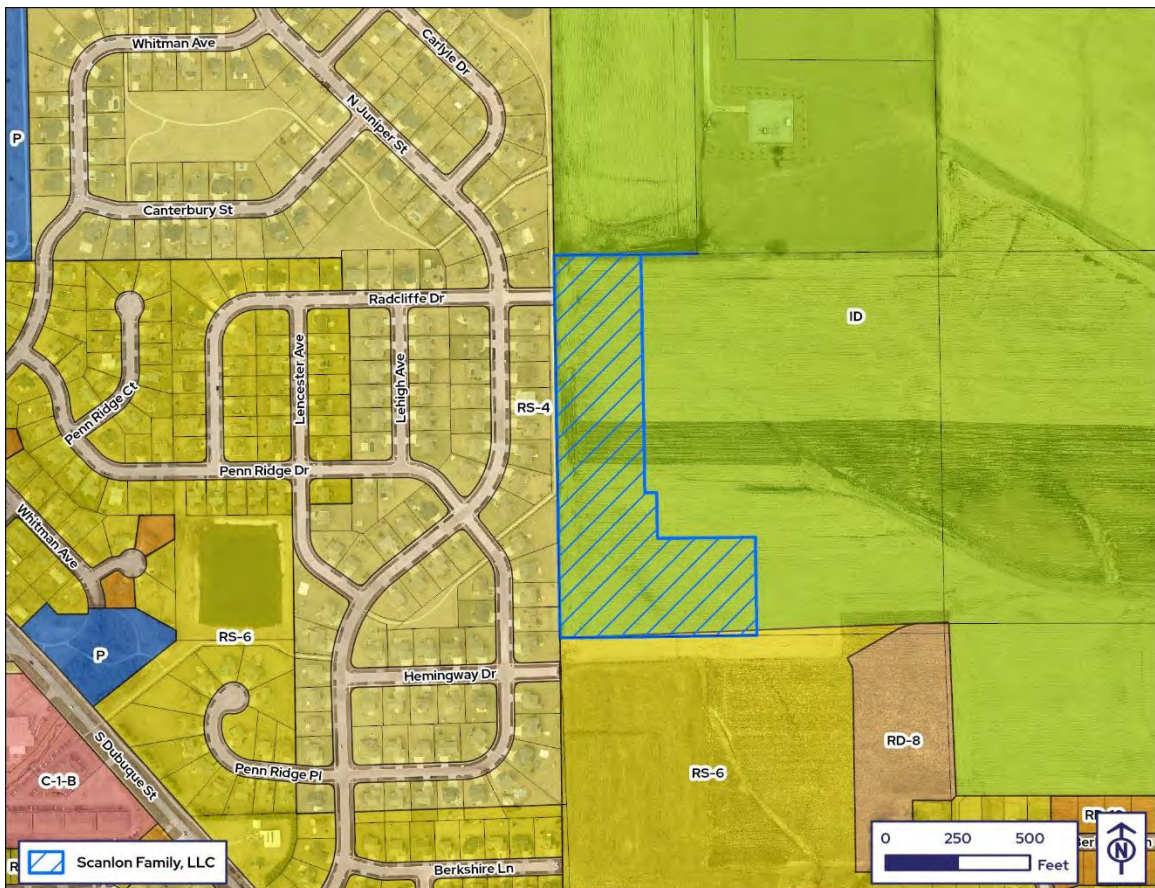 Whitman Ave
Carlyle Dr
N Juniper St
P
Canterbury St
Radcliffe Dr
ID
Lencester Ave
Lehigh Ave
RS-4
Penn Ridge Ct
Penn Ridge Dr
Whitman Ave
RS-6
P
Hemingway Dr
S Dubuque St
RD-8
RS-6
C-1-B
Penn Ridge Pl
Berkshire Ln
Scanlon Family, LLC
0 250 500
Feet
N